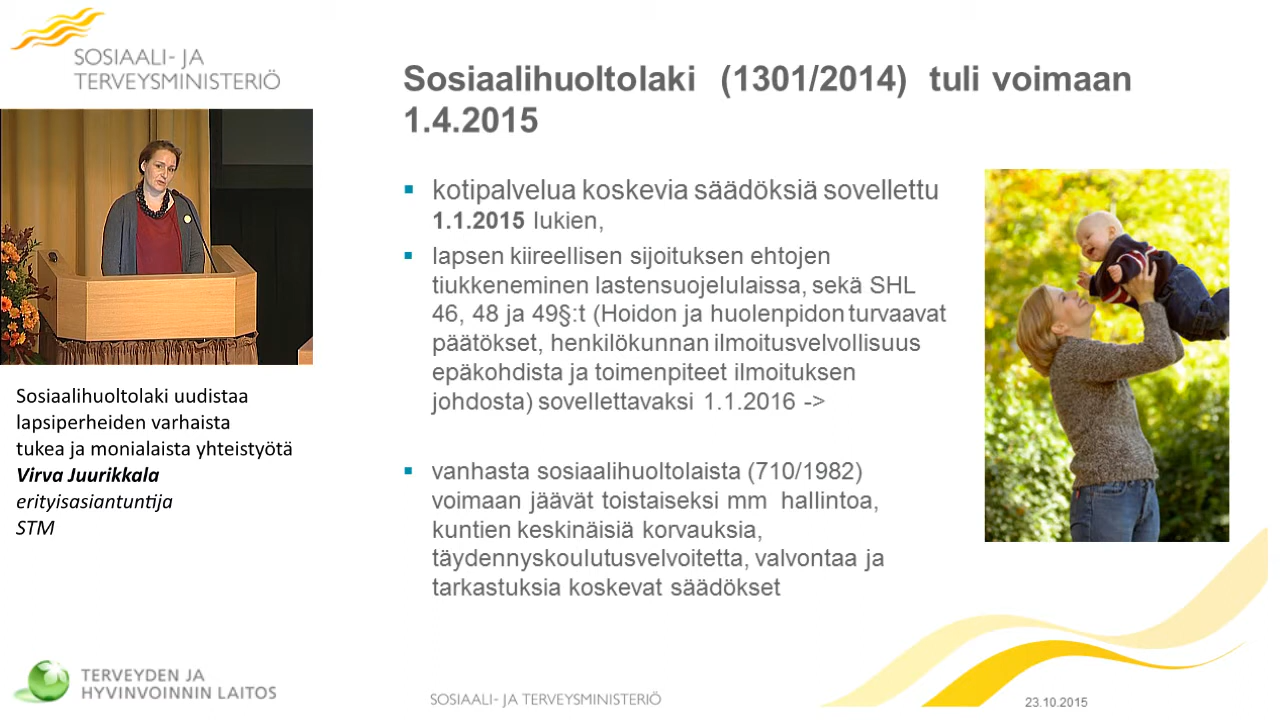 SOSIAALI- JA
TERVEYSMINISTERIÖ
Sosiaalihuoltolaki (1301/2014) tuli voimaan
1.4.2015
kotipalvelua koskevia säädöksiä sovellettu
1.1.2015 lukien,
lapsen kiireellisen sijoituksen ehtojen
tiukkeneminen lastensuojelulaissa, sekä SHL
46, 48 ja 49§:t (Hoidon ja huolenpidon turvaavat
päätökset, henkilökunnan ilmoitusvelvollisuus
epäkohdista ja toimenpiteet ilmoituksen
johdosta) sovellettavaksi 1.1.2016 ->
vanhasta sosiaalihuoltolaista (710/1982)
voimaan jäävät toistaiseksi mm hallintoa,
kuntien keskinäisiä korvauksia,
täydennyskoulutusvelvoitetta, valvontaa ja
tarkastuksia koskevat säädökset
Sosiaalihuoltolaki uudistaa
lapsiperheiden varhaista
tukea ja monialaista yhteistyötä
Virva Juurikkala
erityisasiantuntija
STM
TERVEYDEN JA
HYVINVOINNIN LAITOS
SOSIAALI- JA TERVEYSMINISTERIÖ
23.10.2015